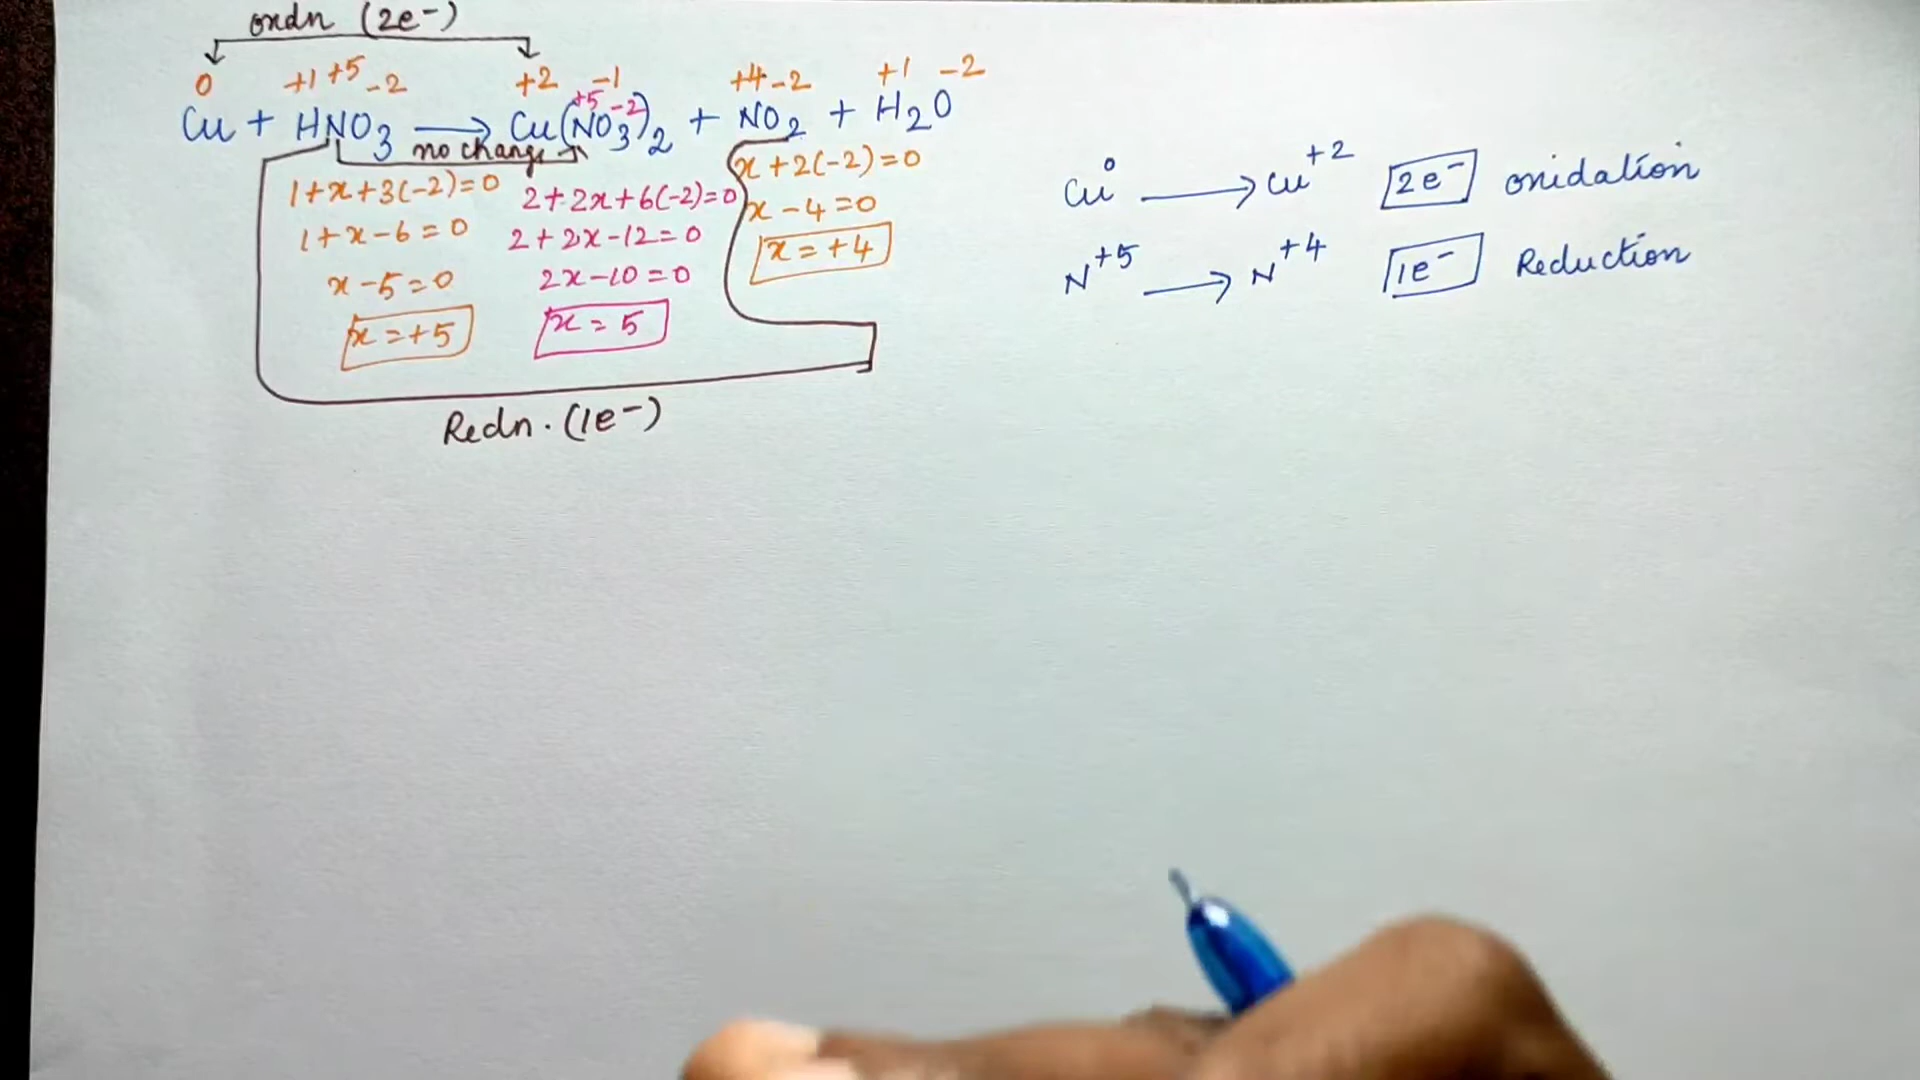 oxdn (2e-)
0 +1 +5 -2 +2 -1 +4 -2 +1 -2
+5 -2
Cu + HNO3 ⟶ Cu(NO3)2 + NO2 + H2O
no change
1+x+3(-2)=0
1+x-6=0
x-5=0
x=+5
2+2x+6(-2)=0
2+2x-12=0
2x-10=0
x=5
x+2(-2)=0
x-4=0
x=+4
Redn. (1e-)
Cu0 ⟶ Cu+2 2e- oxidation
N+5 ⟶ N+4 1e- Reduction